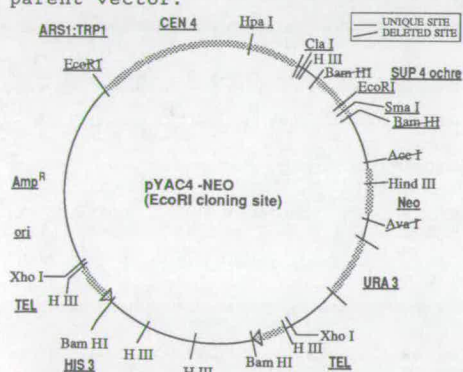 parent vector.
UNIQUE SITE
DELETED SITE
ARS1:TRP1
CEN 4
Hpa I
Cla I
H III
Bam HI
SUP 4 ochre
EcoRI
EcoRI
Sma I
Bam HI
Acc I
Amp R
pYAC4 -NEO
(EcoRI cloning site)
Hind III
Neo
Ava I
ori
URA 3
Xho I
TEL
H III
Xho I
H III
Bam HI
HIS 3
H III
H III
Bam HI
TEL